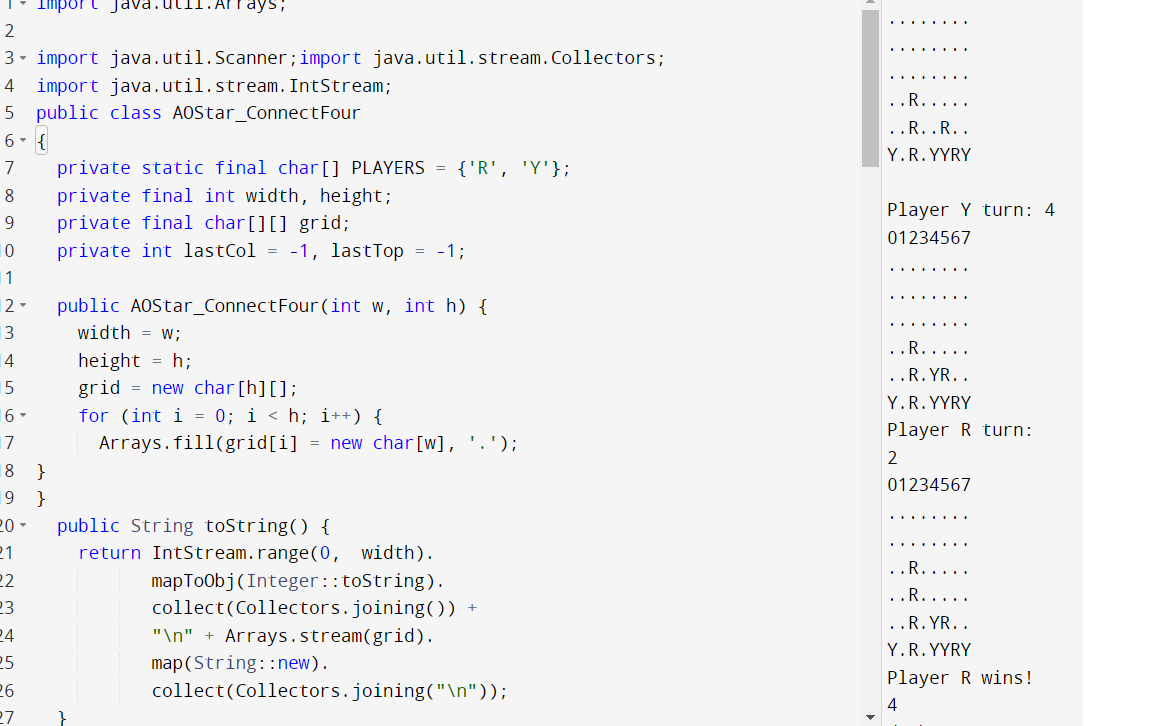 1 import java.util.Arrays;
2
3 import java.util.Scanner;import java.util.stream.Collectors;
4 import java.util.stream.IntStream;
5 public class AOStar_ConnectFour
6 {
7 private static final char[] PLAYERS = {'R', 'Y'};
8 private final int width, height;
9 private final char[][] grid;
10 private int lastCol = -1, lastTop = -1;
11
12 public AOStar_ConnectFour(int w, int h) {
13 width = w;
14 height = h;
15 grid = new char[h][];
16 for (int i = 0; i < h; i++) {
17 Arrays.fill(grid[i] = new char[w], '.');
18 }
19 }
20 public String toString() {
21 return IntStream.range(0,  width).
22 mapToObj(Integer::toString).
23 collect(Collectors.joining()) +
24 "\n" + Arrays.stream(grid).
25 map(String::new).
26 collect(Collectors.joining("\n"));
27 }
........
........
........
..R.....
..R..R..
Y.R.YYRY
Player Y turn: 4
01234567
........
........
........
..R.....
..R.YR..
Y.R.YYRY
Player R turn:
2
01234567
........
........
..R.....
..R.....
..R.YR..
Y.R.YYRY
Player R wins!
4